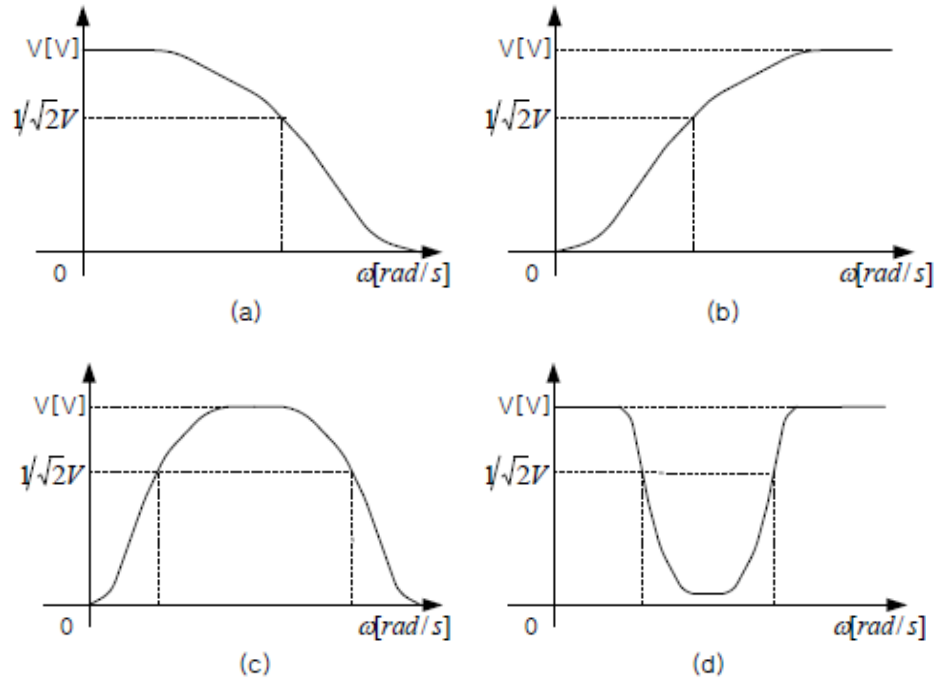 V[V]
1/√2V
0
ω[rad/s]
(a)
V[V]
1/√2V
0
ω[rad/s]
(b)
V[V]
1/√2V
0
ω[rad/s]
(c)
V[V]
1/√2V
0
ω[rad/s]
(d)